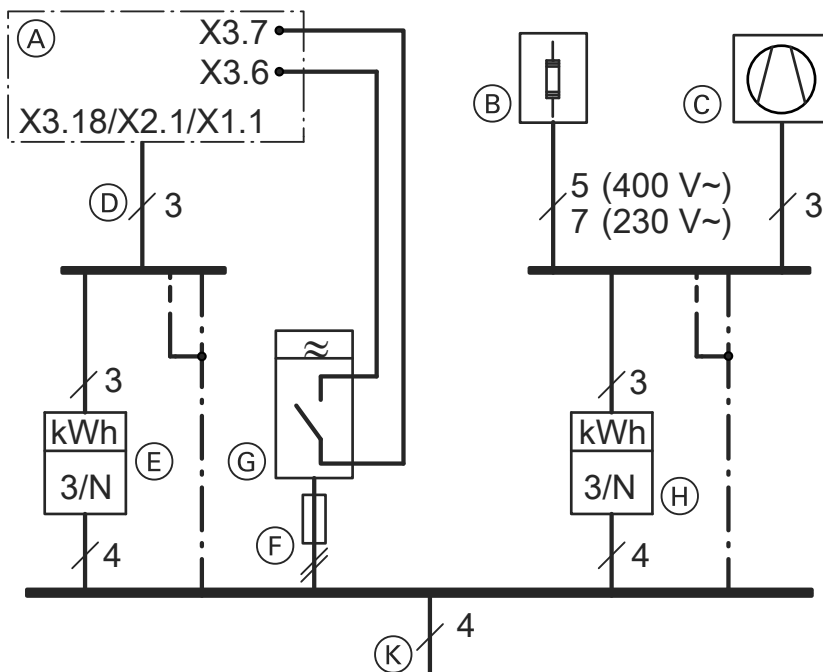 A
X3.7
X3.6
X3.18/X2.1/X1.1
B
C
D
3
5 (400 V~)
7 (230 V~)
3
3
kWh
3/N
E
4
≈
G
F
3
kWh
3/N
H
4
K
4